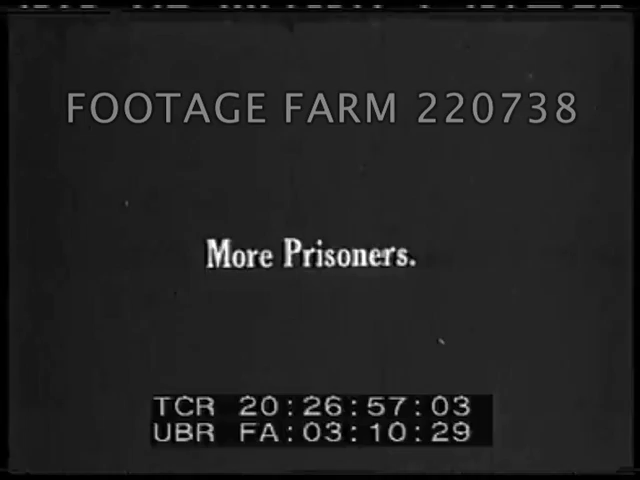 FOOTAGE FARM 220738
More Prisoners.
TCR 20:26:57:03
UBR FA:03:10:29